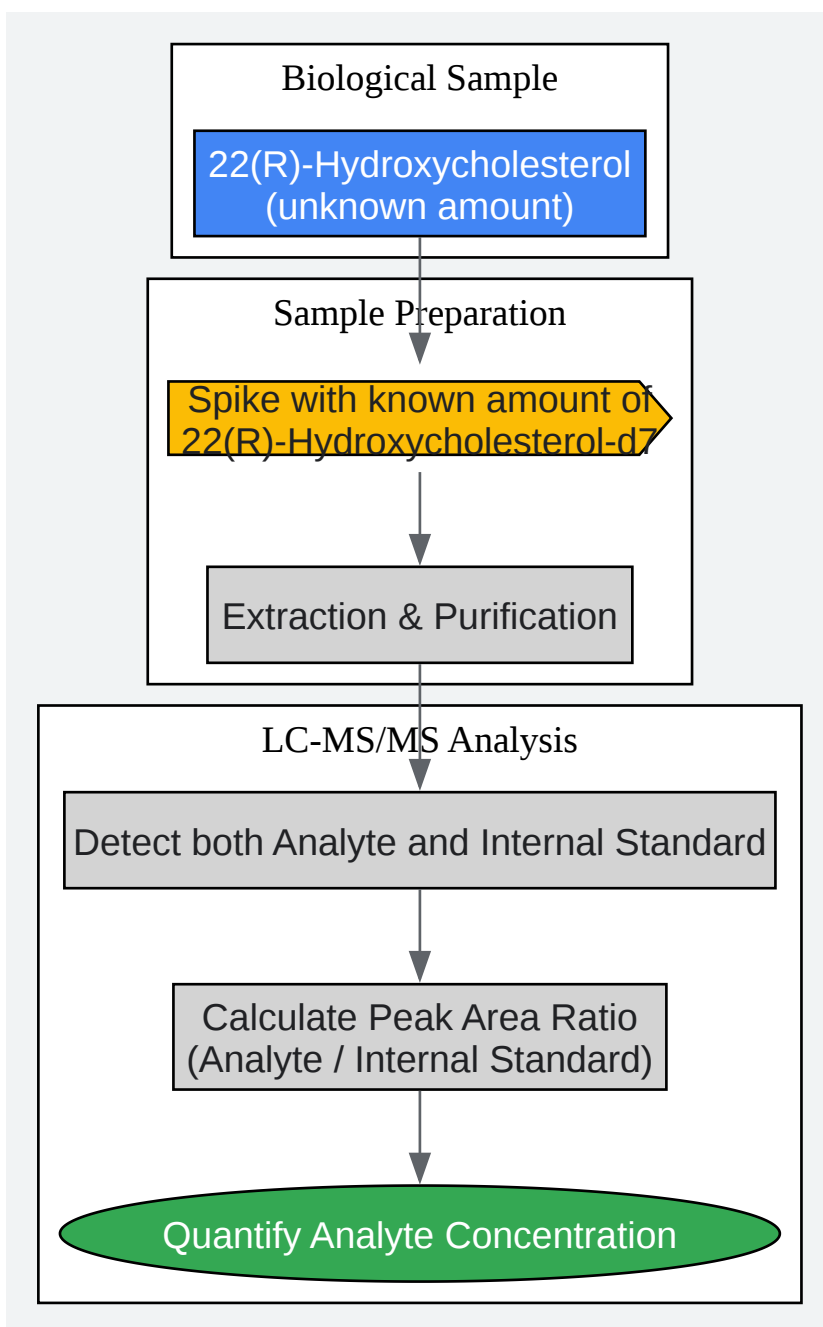 Biological Sample
22(R)-Hydroxycholesterol
(unknown amount)
Sample Preparation
Spike with known amount of
22(R)-Hydroxycholesterol-d7
Extraction & Purification
LC-MS/MS Analysis
Detect both Analyte and Internal Standard
Calculate Peak Area Ratio
(Analyte / Internal Standard)
Quantify Analyte Concentration